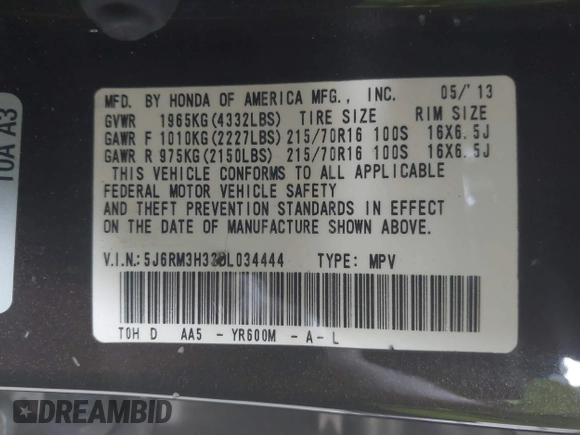 MFD. BY HONDA OF AMERICA MFG., INC. 05/'13
GVWR 1965KG(4332LBS) TIRE SIZE RIM SIZE
GAWR F 1010KG(2227LBS) 215/70R16 100S 16X6.5J
GAWR R 975KG(2150LBS) 215/70R16 100S 16X6.5J
THIS VEHICLE CONFORMS TO ALL APPLICABLE
FEDERAL MOTOR VEHICLE SAFETY
AND THEFT PREVENTION STANDARDS IN EFFECT ON
THE DATE OF MANUFACTURE SHOWN ABOVE.
V.I.N.: 5J6RM3H33DL034444 TYPE: MPV
T0H D AA5 - YR600M - A - L
A3
DREAMBID